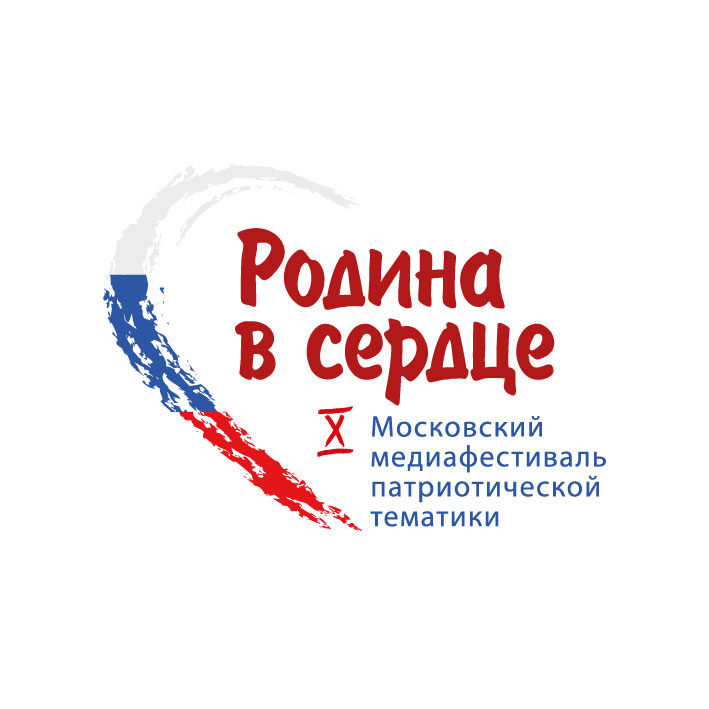 Родина
в сердце
X
Московский
медиафестиваль
патриотической
тематики